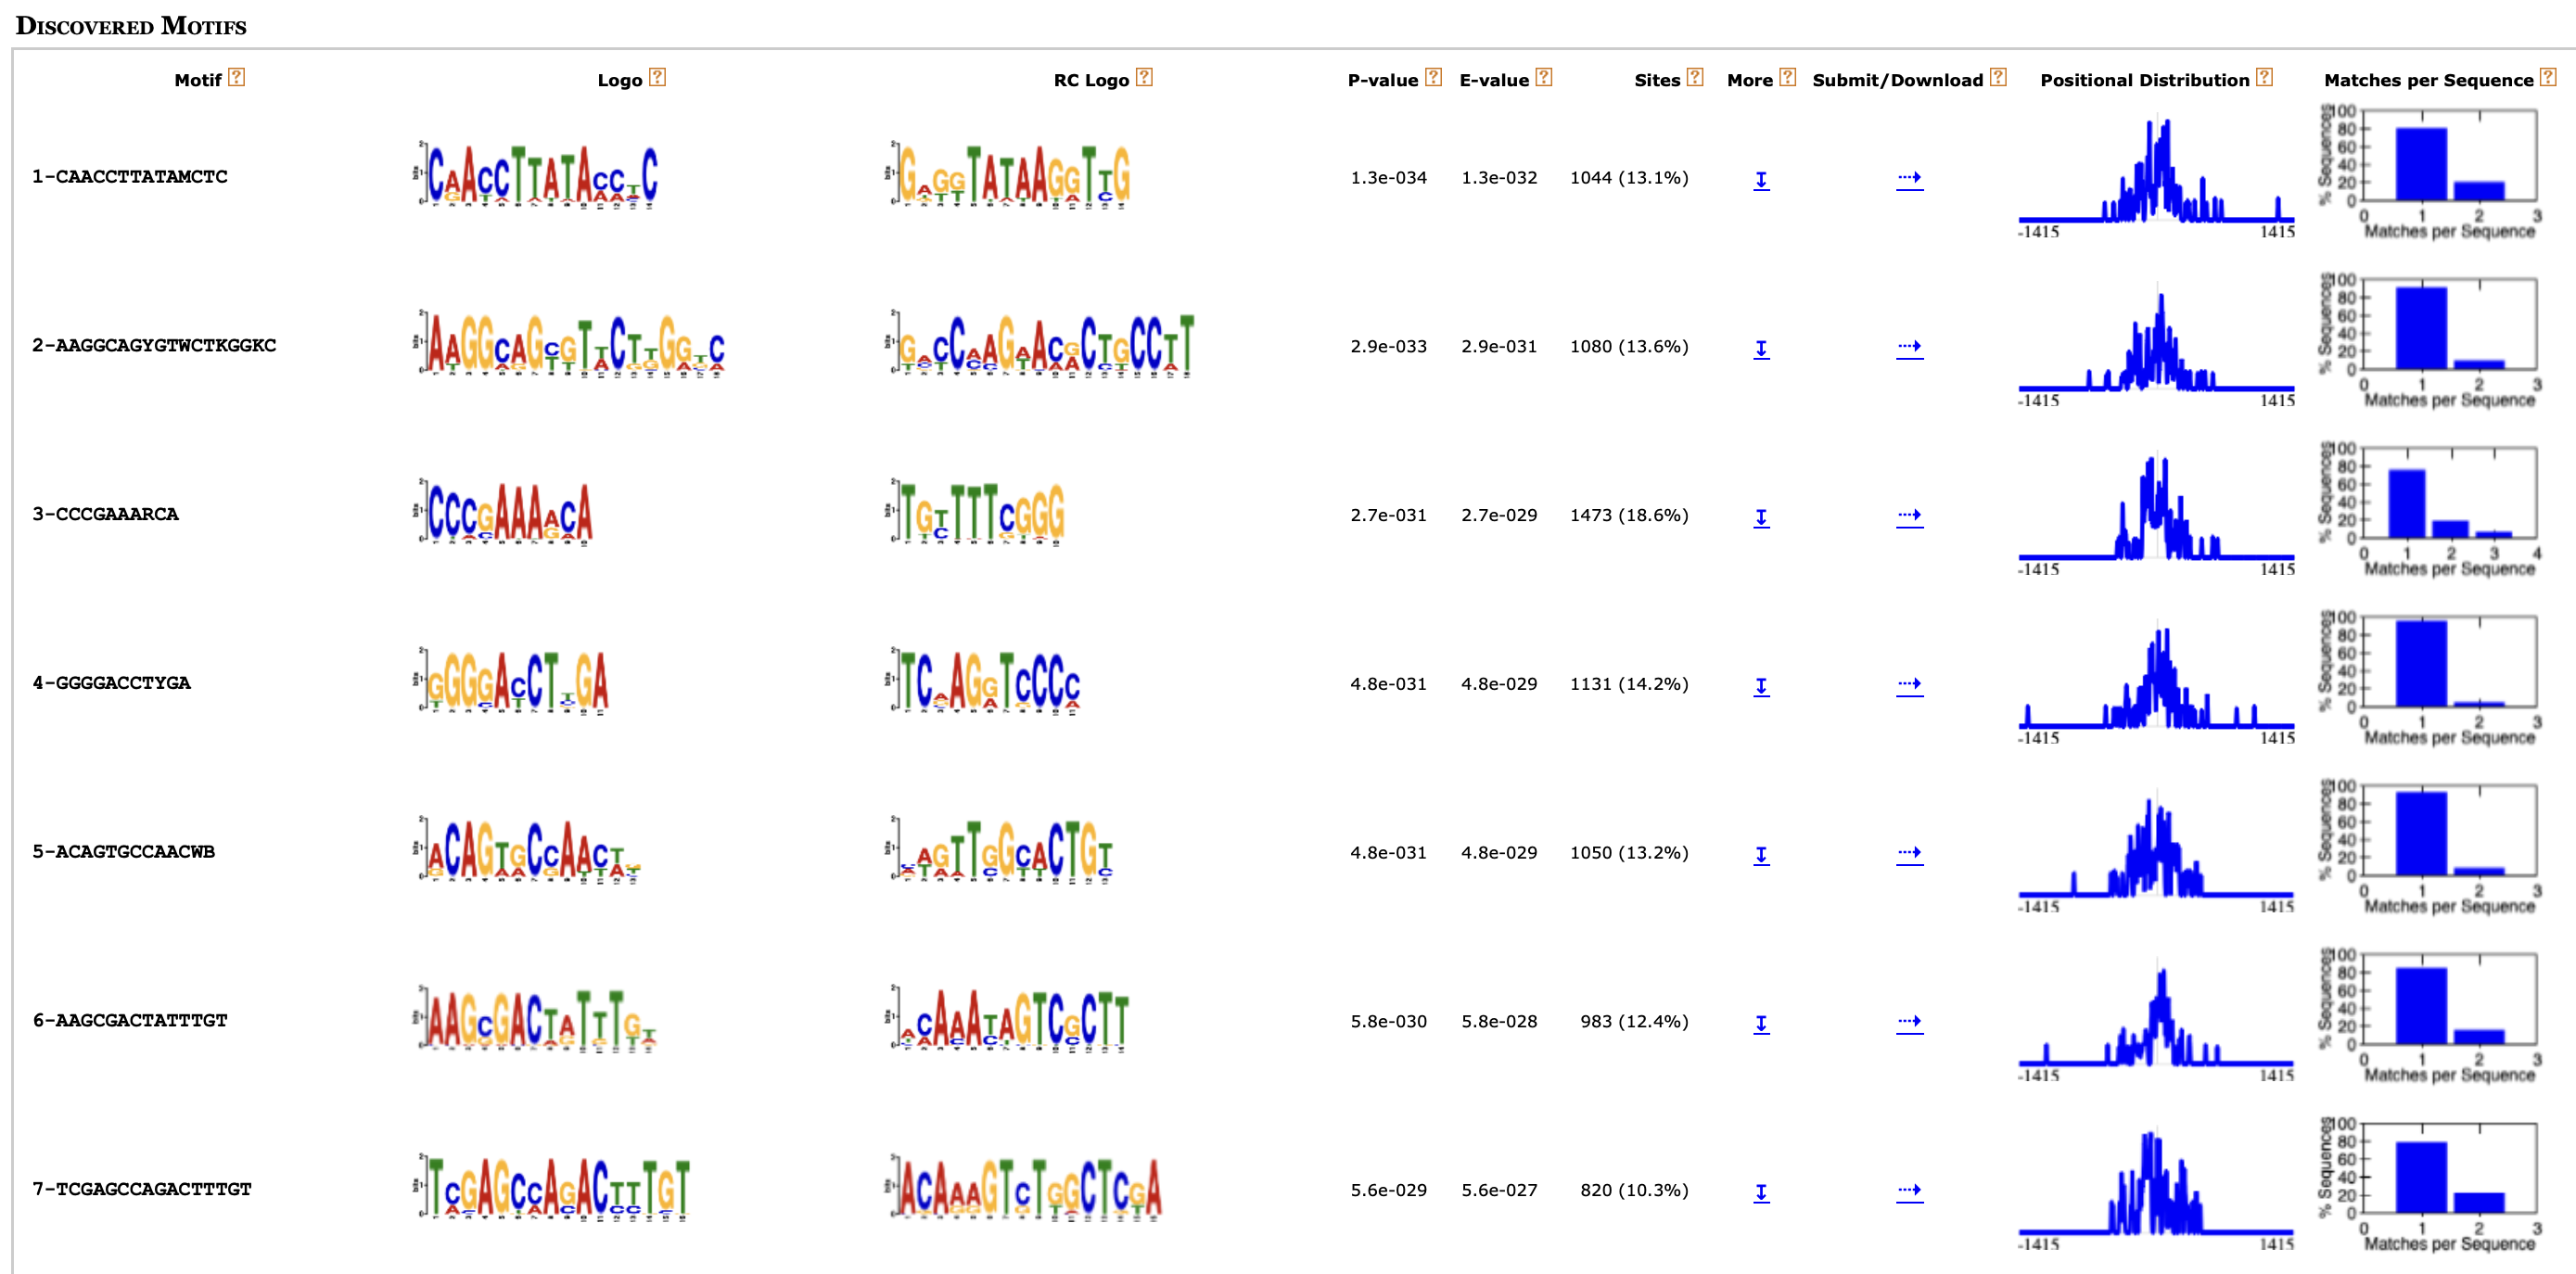 DISCOVERED MOTIFS
Motif ? Logo ? RC Logo ? P-value ? E-value ? Sites ? More ? Submit/Download ? Positional Distribution ? Matches per Sequence ?
1-CAACCTTATAMCTC 1.3e-034 1.3e-032 1044 (13.1%) ↧ ⇢
-1415 1415
% Sequences 100 80 60 40 20 0
0 1 2 3
Matches per Sequence
2-AAGGCAGYGTWCTKGGKC 2.9e-033 2.9e-031 1080 (13.6%) ↧ ⇢
-1415 1415
% Sequences 100 80 60 40 20 0
0 1 2 3
Matches per Sequence
3-CCCGAAARCA 2.7e-031 2.7e-029 1473 (18.6%) ↧ ⇢
-1415 1415
% Sequences 100 80 60 40 20 0
0 1 2 3 4
Matches per Sequence
4-GGGGACCTYGA 4.8e-031 4.8e-029 1131 (14.2%) ↧ ⇢
-1415 1415
% Sequences 100 80 60 40 20 0
0 1 2 3
Matches per Sequence
5-ACAGTGCCAACWB 4.8e-031 4.8e-029 1050 (13.2%) ↧ ⇢
-1415 1415
% Sequences 100 80 60 40 20 0
0 1 2 3
Matches per Sequence
6-AAGCGACTATTTGT 5.8e-030 5.8e-028 983 (12.4%) ↧ ⇢
-1415 1415
% Sequences 100 80 60 40 20 0
0 1 2 3
Matches per Sequence
7-TCGAGCCAGACTTTGT 5.6e-029 5.6e-027 820 (10.3%) ↧ ⇢
-1415 1415
% Sequences 100 80 60 40 20 0
0 1 2 3
Matches per Sequence